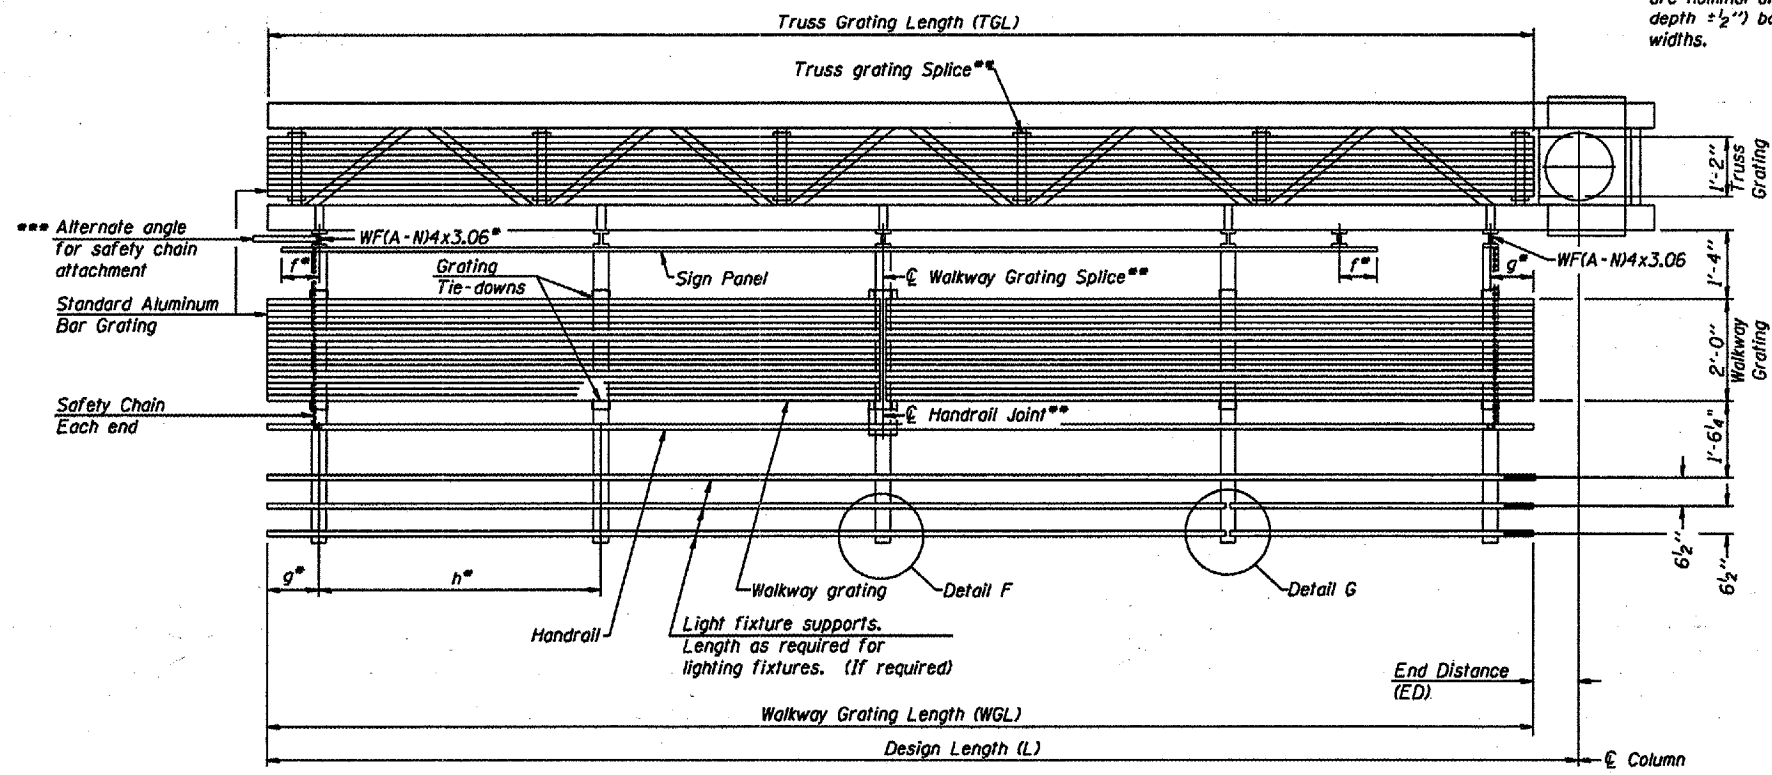 are nominal
depth ±½")
widths.
Truss Grating Length (TGL)
Truss grating Splice**
1'-2"
Truss
Grating
*** Alternate angle
for safety chain
attachment
WF(A-N)4x3.06*
f*
Grating
Tie-downs
Sign Panel
℄ Walkway Grating Splice**
f*
g*
WF(A-N)4x3.06
1'-4"
Standard Aluminum
Bar Grating
2'-0"
Walkway
Grating
Safety Chain
Each end
℄ Handrail Joint**
1'-6¼"
6½"
6½"
g*
h*
Walkway grating
Detail F
Detail G
Handrail
Light fixture supports.
Length as required for
lighting fixtures. (If required)
End Distance
(ED)
Walkway Grating Length (WGL)
Design Length (L)
℄ Column